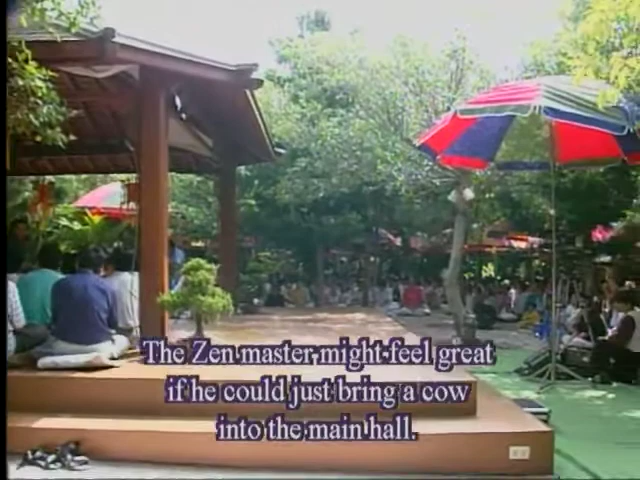 The Zen master might feel great
if he could just bring a cow
into the main hall.